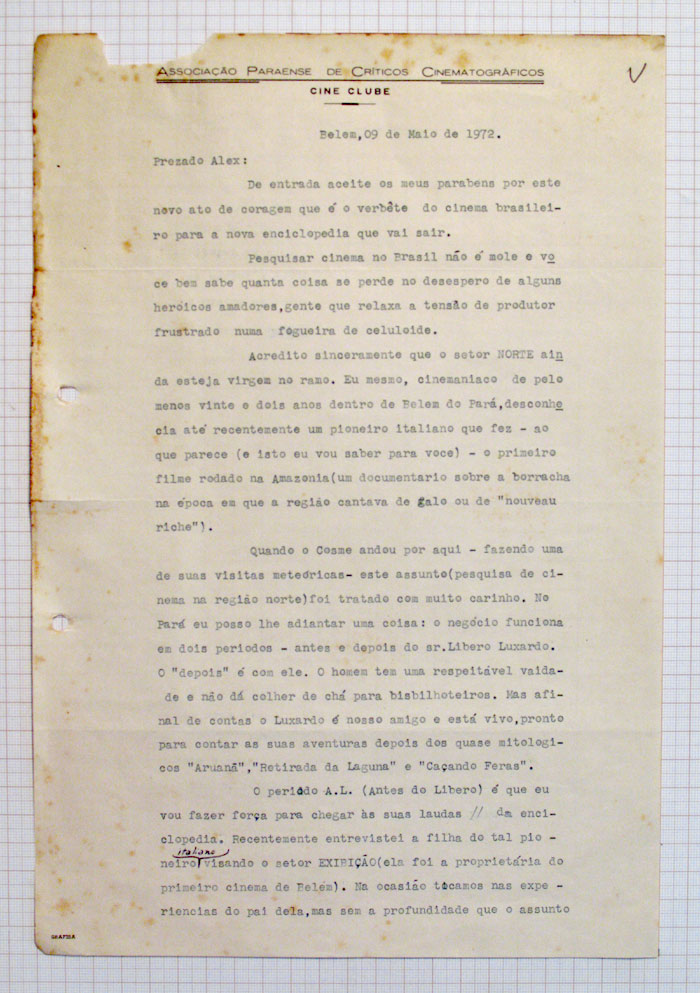 ASSOCIAÇÃO PARAENSE DE CRÍTICOS CINEMATOGRÁFICOS
CINE CLUBE
Belem,09 de Maio de 1972.
Prezado Alex:
De entrada aceite os meus parabens por este
novo ato de coragem que é o verbête do cinema brasilei-
ro para a nova enciclopedia que vai sair.
Pesquisar cinema no Brasil não é mole e vo
ce bem sabe quanta coisa se perde no desespero de alguns
heroicos amadores,gente que relaxa a tensão de produtor
frustrado numa fogueira de celuloide.
Acredito sinceramente que o setor NORTE ain
da esteja virgem no ramo. Eu mesmo, cinemaniaco de pelo
menos vinte e dois anos dentro de Belem do Pará,desconhe
cia até recentemente um pioneiro italiano que fez - ao
que parece (e isto eu vou saber para voce) - o primeiro
filme rodado na Amazonia(um documentario sobre a borracha
na época em que a região cantava de galo ou de "nouveau
riche").
Quando o Cosme andou por aqui - fazendo uma
de suas visitas meteóricas- este assunto(pesquisa de ci-
nema na região norte)foi tratado com muito carinho. No
Pará eu posso lhe adiantar uma coisa: o negócio funciona
em dois periodos - antes e depois do sr.Libero Luxardo.
O "depois" é com ele. O homem tem uma respeitável vaida-
de e não dá colher de chá para bisbilhoteiros. Mas afi-
nal de contas o Luxardo é nosso amigo e está vivo,pronto
para contar as suas aventuras depois dos quase mitologi-
cos "Aruanã","Retirada da Laguna" e "Caçando Feras".
O periódo A.L. (Antes do Libero) é que eu
vou fazer força para chegar às suas laudas // da enci-
clopedia. Recentemente entrevistei a filha do tal pio -
italiano
neiro,visando o setor EXIBIÇÃO(ela foi a proprietária do
primeiro cinema de Belem). Na ocasião tocamos nas expe -
riencias do pai dela,mas sem a profundidade que o assunto
GRAFISA